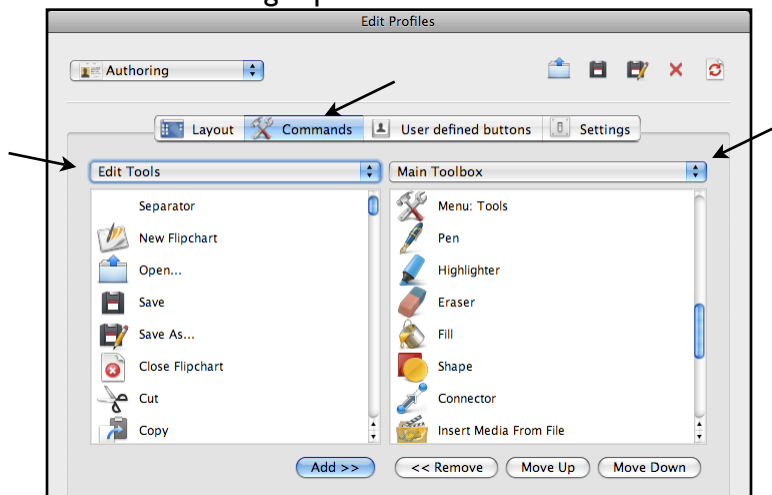 Edit Profiles
Authoring
Layout Commands User defined buttons Settings
Edit Tools
Separator
New Flipchart
Open...
Save
Save As...
Close Flipchart
Cut
Copy
Add >>
Main Toolbox
Menu: Tools
Pen
Highlighter
Eraser
Fill
Shape
Connector
Insert Media From File
<< Remove Move Up Move Down